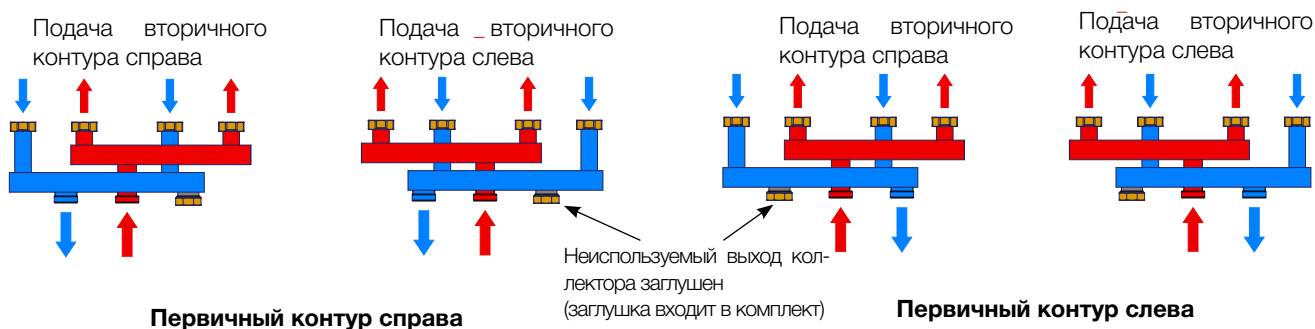 Подача вторичного
контура справа
Подача _ вторичного
контура слева
Подача вторичного
контура справа
Подача вторичного
контура слева
Неиспользуемый выход кол-
лектора заглушен
(заглушка входит в комплект)
Первичный контур справа
Первичный контур слева